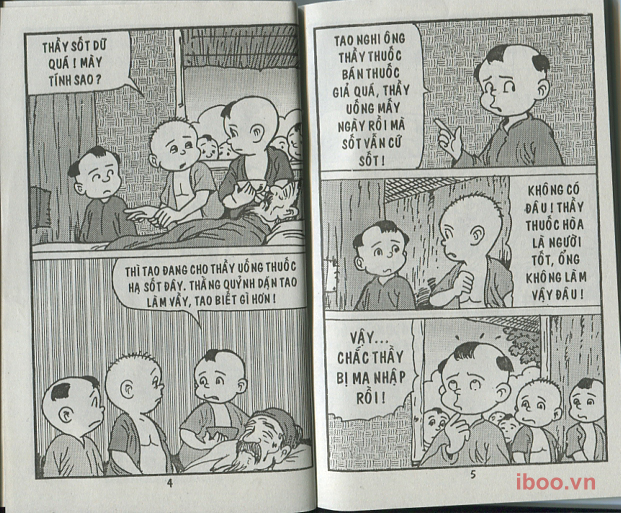 THẦY SỐT DỮ
QUÁ ! MÀY
TÍNH SAO ?
THÌ TAO ĐANG CHO THẦY UỐNG THUỐC
HẠ SỐT ĐÂY. THẰNG QUỲNH DẶN TAO
LÀM VẦY, TAO BIẾT GÌ HƠN !
4
TAO NGHI ÔNG
THẦY THUỐC
BÁN THUỐC
GIẢ QUÁ, THẦY
UỐNG MẤY
NGÀY RỒI MÀ
SỐT VẪN CỨ
SỐT !
KHÔNG CÓ
ĐÂU ! THẦY
THUỐC HÒA
LÀ NGƯỜI
TỐT, ỔNG
KHÔNG LÀM
VẬY ĐÂU !
VẬY...
CHẮC THẦY
BỊ MA NHẬP
RỒI !
5
iboo.vn